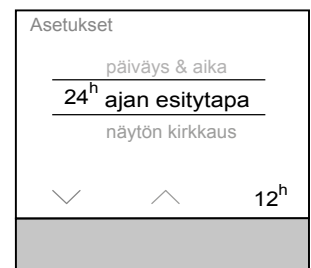 Asetukset
päiväys & aika
24h ajan esitytapa
näytön kirkkaus
12h